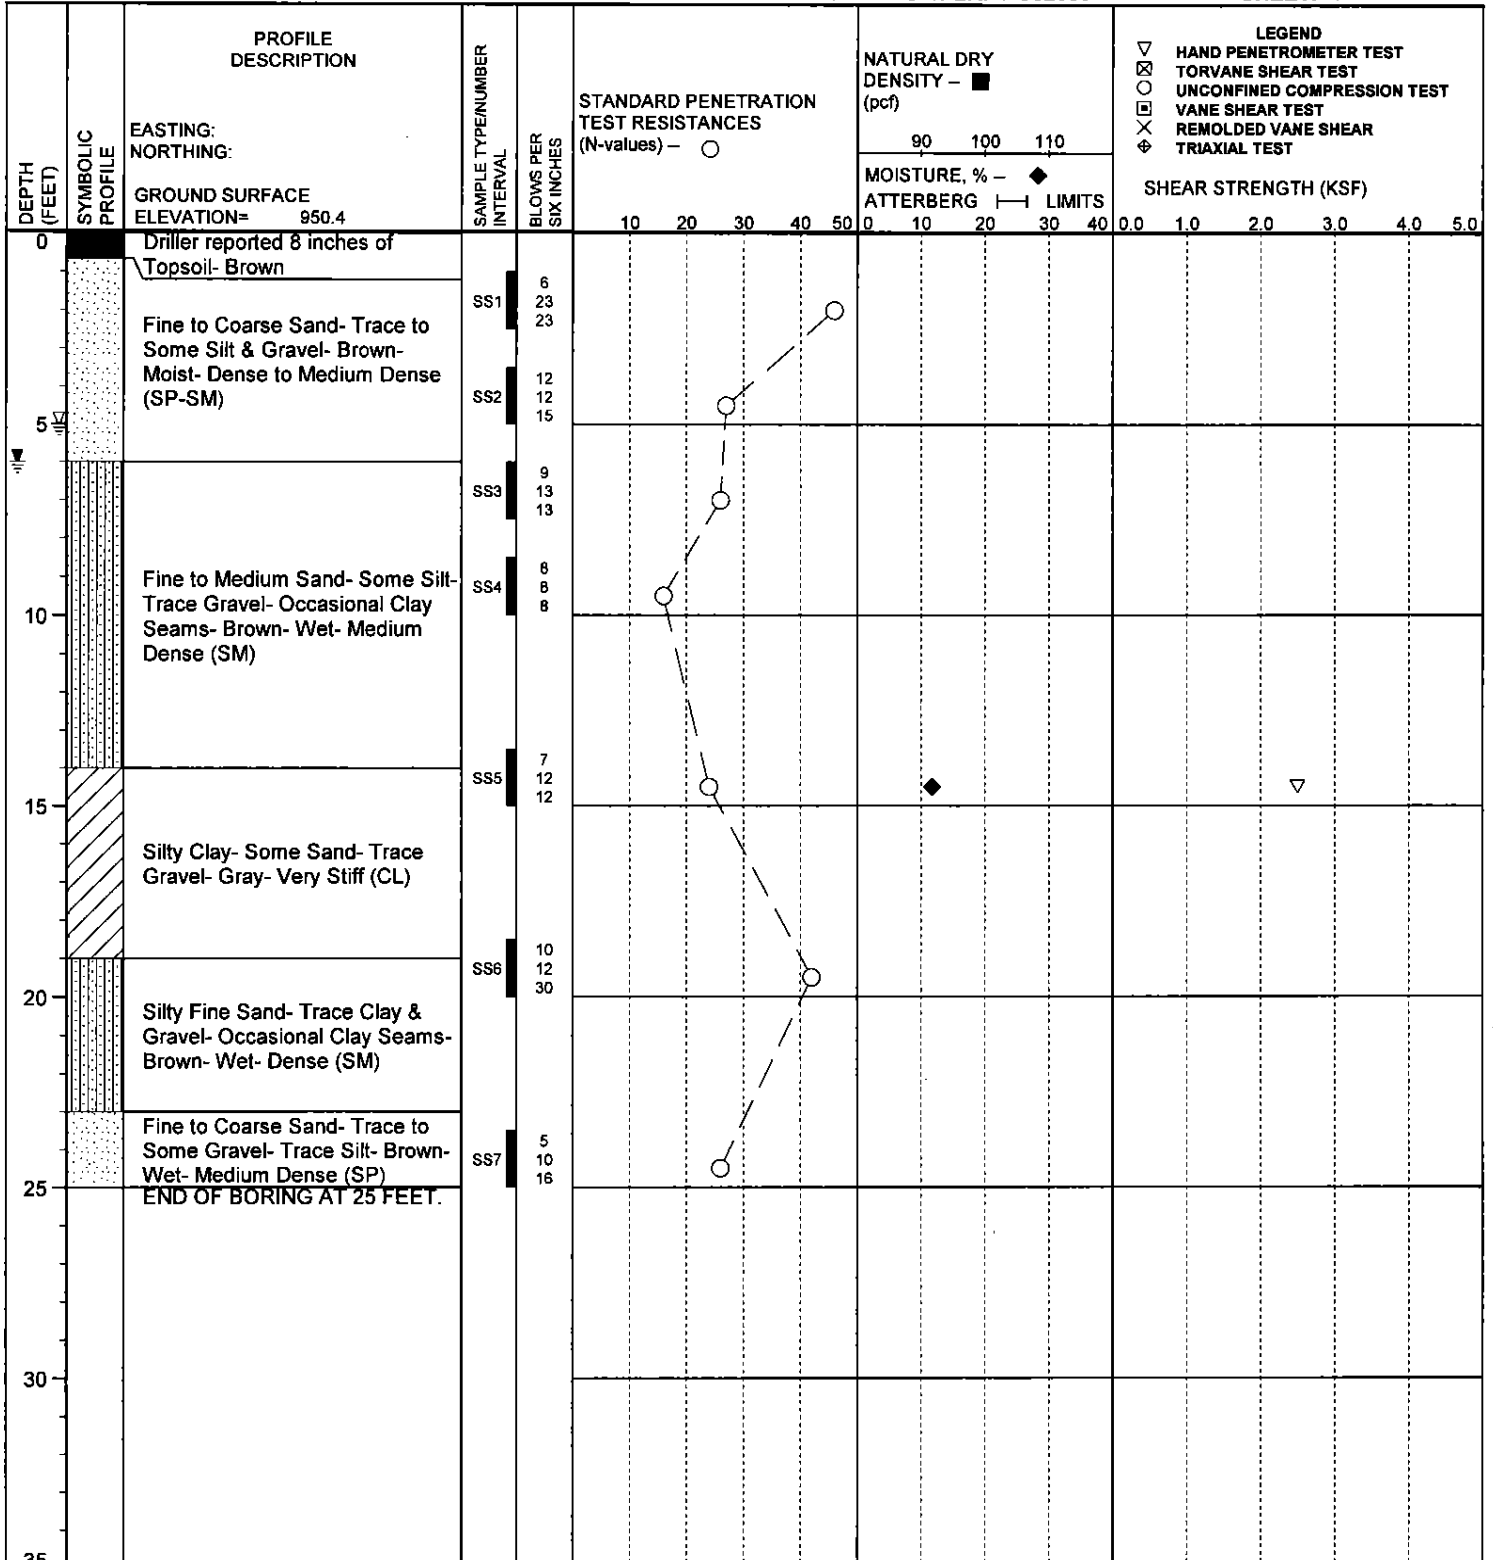 PROFILE
DESCRIPTION
EASTING:
NORTHING:
GROUND SURFACE
ELEVATION= 950.4
DEPTH
(FEET)
SYMBOLIC
PROFILE
SAMPLE TYPE/NUMBER
INTERVAL
BLOWS PER
SIX INCHES
STANDARD PENETRATION
TEST RESISTANCES
(N-values) –
10 20 30 40 50
NATURAL DRY
DENSITY –
(pcf)
90 100 110
MOISTURE, % –
ATTERBERG LIMITS
0 10 20 30 40
LEGEND
HAND PENETROMETER TEST
TORVANE SHEAR TEST
UNCONFINED COMPRESSION TEST
VANE SHEAR TEST
REMOLDED VANE SHEAR
TRIAXIAL TEST
SHEAR STRENGTH (KSF)
0.0 1.0 2.0 3.0 4.0 5.0
0
Driller reported 8 inches of
Topsoil- Brown
SS1
6
23
23
Fine to Coarse Sand- Trace to
Some Silt & Gravel- Brown-
Moist- Dense to Medium Dense
(SP-SM)
SS2
12
12
15
5
SS3
9
13
13
Fine to Medium Sand- Some Silt-
Trace Gravel- Occasional Clay
Seams- Brown- Wet- Medium
Dense (SM)
SS4
8
8
8
10
SS5
7
12
12
15
Silty Clay- Some Sand- Trace
Gravel- Gray- Very Stiff (CL)
SS6
10
12
30
20
Silty Fine Sand- Trace Clay &
Gravel- Occasional Clay Seams-
Brown- Wet- Dense (SM)
Fine to Coarse Sand- Trace to
Some Gravel- Trace Silt- Brown-
Wet- Medium Dense (SP)
SS7
5
10
16
25
END OF BORING AT 25 FEET.
30
35